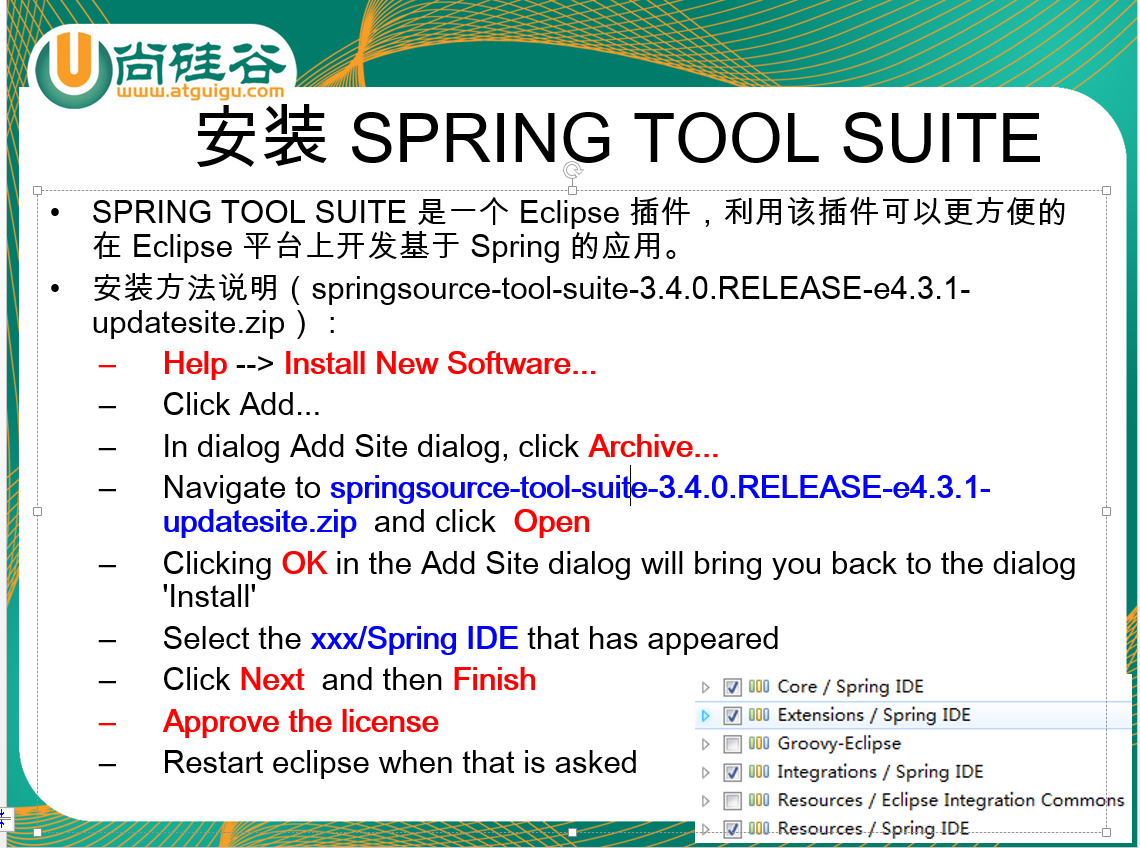 尚硅谷
www.atguigu.com
安装 SPRING TOOL SUITE
• SPRING TOOL SUITE 是一个 Eclipse 插件，利用该插件可以更方便的
在 Eclipse 平台上开发基于 Spring 的应用。
• 安装方法说明（springsource-tool-suite-3.4.0.RELEASE-e4.3.1-
updatesite.zip）：
– Help --> Install New Software...
– Click Add...
– In dialog Add Site dialog, click Archive...
– Navigate to springsource-tool-suite-3.4.0.RELEASE-e4.3.1-
updatesite.zip and click Open
– Clicking OK in the Add Site dialog will bring you back to the dialog
'Install'
– Select the xxx/Spring IDE that has appeared
– Click Next and then Finish
– Approve the license
– Restart eclipse when that is asked
Core / Spring IDE
Extensions / Spring IDE
Groovy-Eclipse
Integrations / Spring IDE
Resources / Eclipse Integration Commons
Resources / Spring IDE